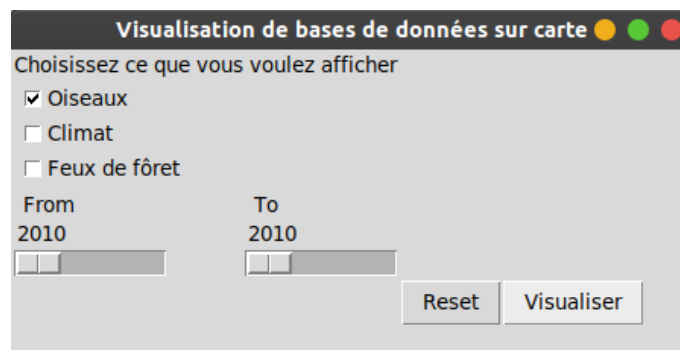 Visualisation de bases de données sur carte
Choisissez ce que vous voulez afficher
Oiseaux
Climat
Feux de fôret
From To
2010 2010
Reset Visualiser